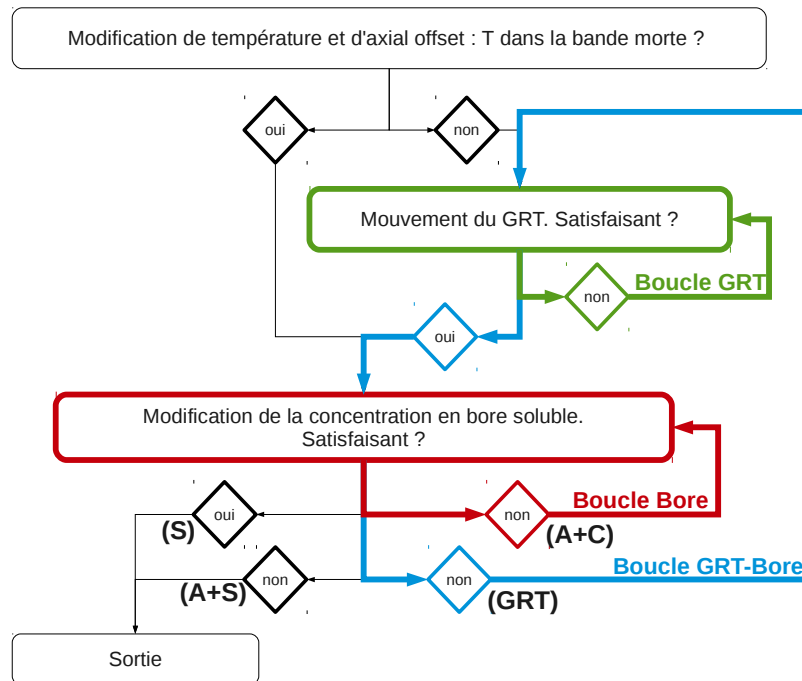 Modification de température et d'axial offset : T dans la bande morte ?
oui
non
Mouvement du GRT. Satisfaisant ?
Boucle GRT
non
oui
Modification de la concentration en bore soluble.
Satisfaisant ?
Boucle Bore
oui
non
(S)
(A+C)
Boucle GRT-Bore
non
non
(A+S)
(GRT)
Sortie